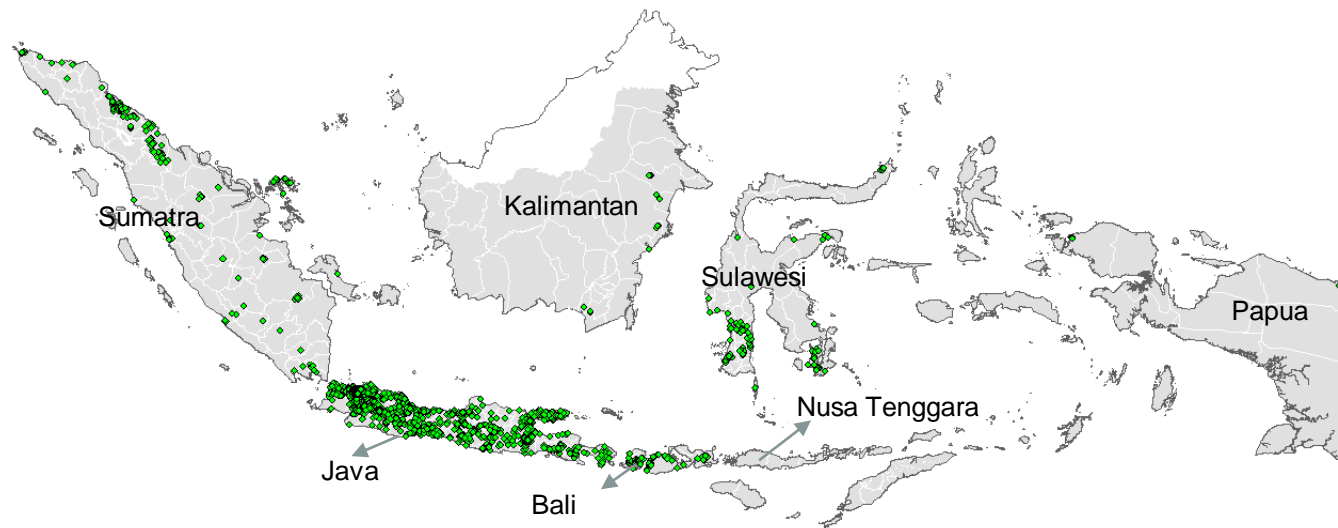 Sumatra
Kalimantan
Sulawesi
Papua
Nusa Tenggara
Java
Bali